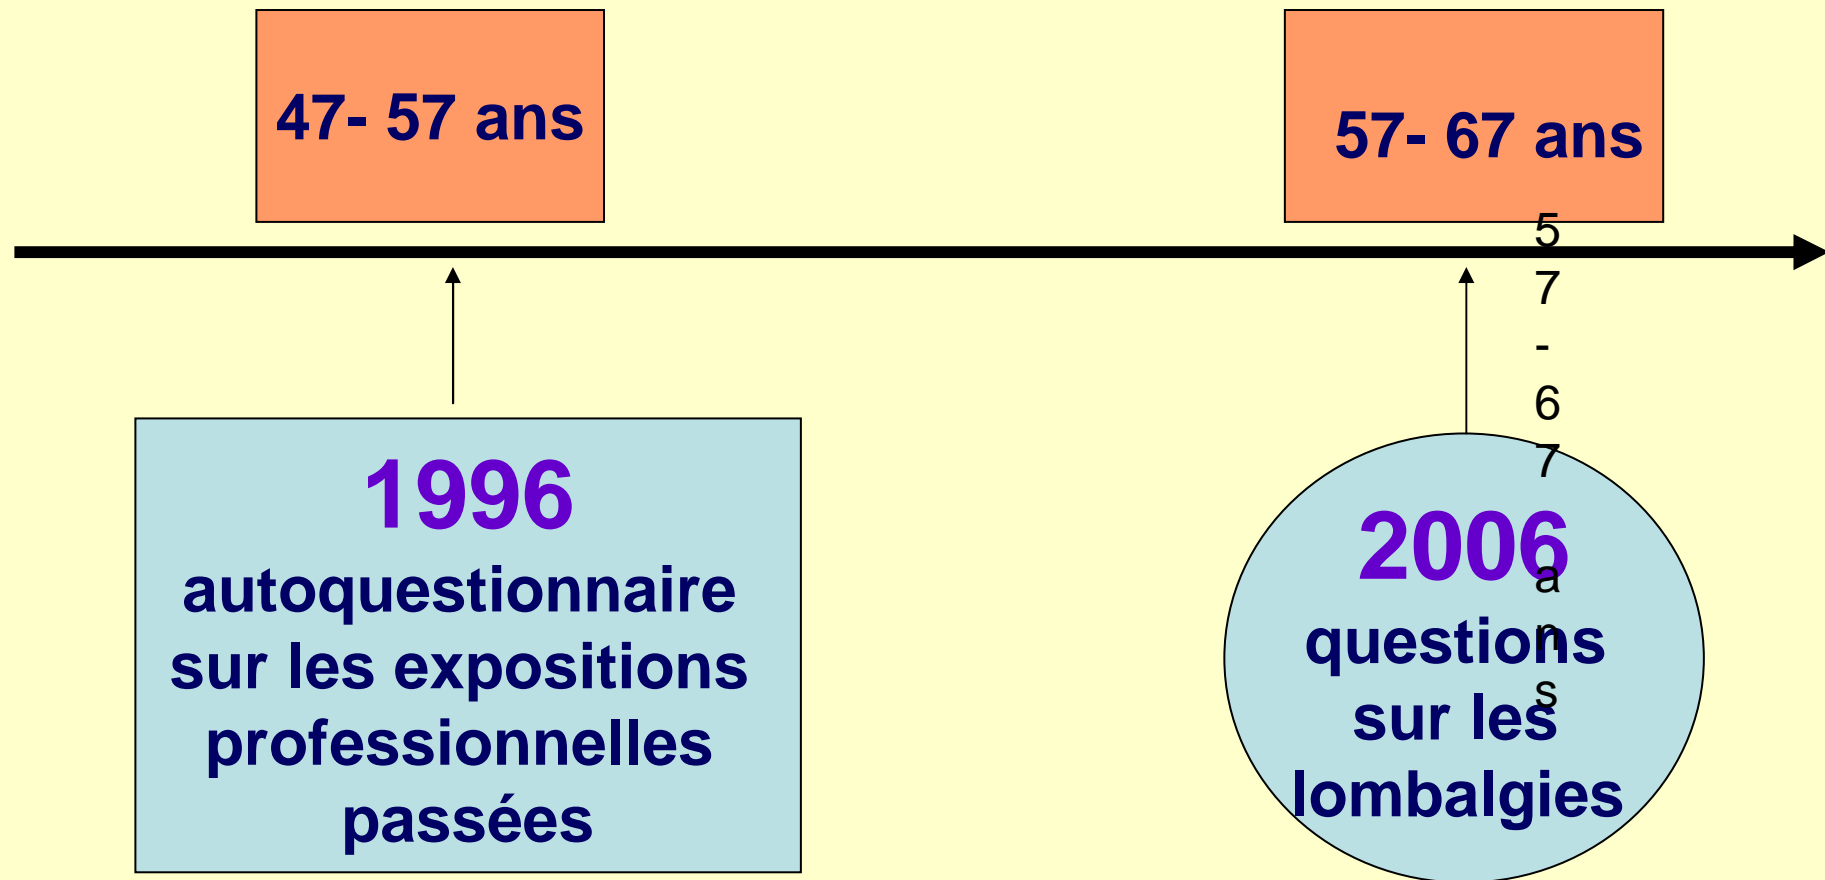 47- 57 ans
57- 67 ans
1996
autoquestionnaire
sur les expositions
professionnelles
passées
2006
questions
sur les
lombalgies
5
7
-
6
7
a
n
s